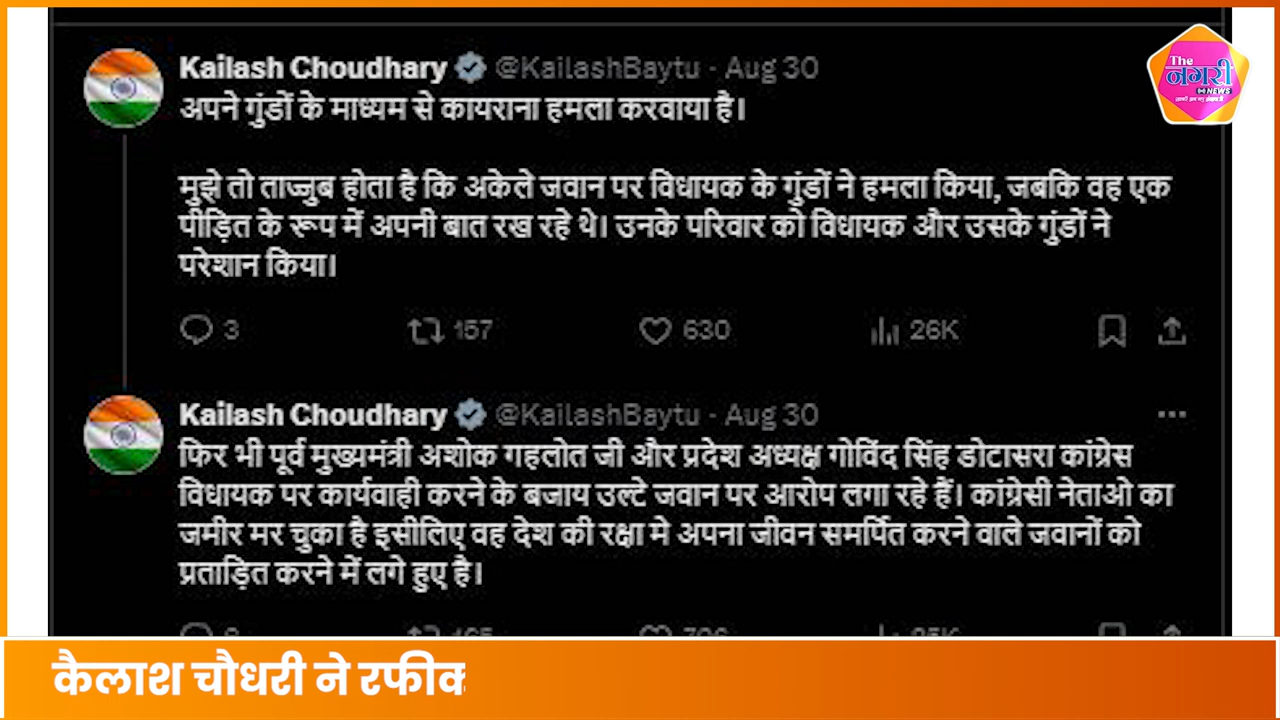 Kailash Choudhary @KailashBaytu · Aug 30
अपने गुंडों के माध्यम से कायराना हमला करवाया है।
मुझे तो ताज्जुब होता है कि अकेले जवान पर विधायक के गुंडों ने हमला किया, जबकि वह एक
पीड़ित के रूप में अपनी बात रख रहे थे। उनके परिवार को विधायक और उसके गुंडों ने
परेशान किया।
3 157 630 26K
Kailash Choudhary @KailashBaytu · Aug 30
फिर भी पूर्व मुख्यमंत्री अशोक गहलोत जी और प्रदेश अध्यक्ष गोविंद सिंह डोटासरा कांग्रेस
विधायक पर कार्यवाही करने के बजाय उल्टे जवान पर आरोप लगा रहे हैं। कांग्रेसी नेताओ का
जमीर मर चुका है इसीलिए वह देश की रक्षा मे अपना जीवन समर्पित करने वाले जवानों को
प्रताड़ित करने में लगे हुए है।
The
नगरी
NEWS
कैलाश चौधरी ने रफीक